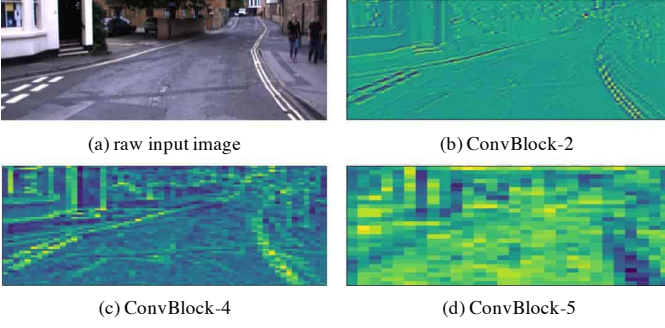 (a) raw input image
(b) ConvBlock-2
(c) ConvBlock-4
(d) ConvBlock-5